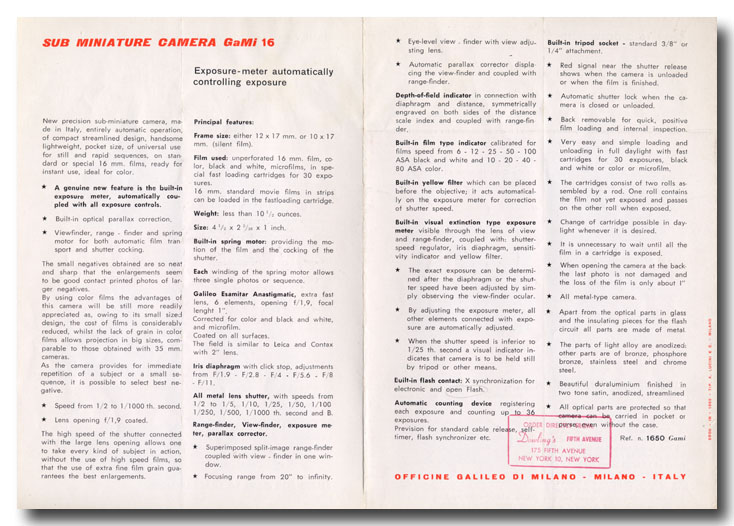 SUB MINIATURE CAMERA GaMi 16
Exposure-meter automatically
controlling exposure
New precision sub-miniature camera, ma-
de in Italy, entirely automatic operation,
of compact streamlined design, handsome
lightweight, pocket size, of universal use
for still and rapid sequences, on stan-
dard or special 16 mm. films, ready for
instant use, ideal for color.
★ A genuine new feature is the built-in
exposure meter, automatically cou-
pled with all exposure controls.
★ Built-in optical parallax correction.
★ Viewfinder, range - finder and spring
motor for both automatic film tran
sport and shutter cocking.
The small negatives obtained are so neat
and sharp that the enlargements seem
to be good contact printed photos of lar-
ger negatives.
By using color films the advantages of
this camera will be still more readily
appreciated as, owing to its small sized
design, the cost of films is considerably
reduced, whilst the lack of grain in color
films allows projection in big sizes, com-
parable to those obtained with 35 mm.
cameras.
As the camera provides for immediate
repetition of a subject or a small se-
quence, it is possible to select best ne-
gative.
★ Speed from 1/2 to 1/1000 th. second.
★ Lens opening f/1,9 coated.
The high speed of the shutter connected
with the large lens opening allows one
to take every kind of subject in action,
without the use of high speed films, so
that the use of extra fine film grain gua-
rantees the best enlargements.
Principal features:
Frame size: either 12 x 17 mm. or 10 x 17
mm. (silent film).
Film used: unperforated 16 mm. film, co-
lor, black and white, microfilms, in spe-
cial fast loading cartridges for 30 expo-
sures.
16 mm. standard movie films in strips
can be loaded in the fastloading cartridge.
Weight: less than 10 1/2 ounces.
Size: 4 1/2 x 2 x 1 inch.
Built-in spring motor: providing the mo-
tion of the film and the cocking of the
shutter.
Each winding of the spring motor allows
three single photos or sequence.
Galileo Esamitar Anastigmatic, extra fast
lens, 6 elements, opening f/1,9, focal
lenght 1".
Corrected for color and black and white,
and microfilm.
Coated on all surfaces.
The field is similar to Leica and Contax
with 2" lens.
Iris diaphragm with click stop, adjustments
from F/1.9 - F/2.8 - F/4 - F/5.6 - F/8
- F/11.
All metal lens shutter, with speeds from
1/2 to 1/5, 1/10, 1/25, 1/50, 1/100
1/250, 1/500, 1/1000 th. second and B.
Range-finder, View-finder, exposure me-
ter, parallax corrector.
★ Superimposed split-image range-finder
coupled with view - finder in one win-
dow.
★ Focusing range from 20" to infinity.
★ Eye-level view - finder with view adju-
sting lens.
★ Automatic parallax corrector displa-
cing the view-finder and coupled with
range-finder.
Depth-of-field indicator in connection with
diaphragm and distance, symmetrically
engraved on both sides of the distance
scale index and coupled with range-fin-
der.
Built-in film type indicator calibrated for
films speed from 6 - 12 - 25 - 50 - 100
ASA black and white and 10 - 20 - 40 -
80 ASA color.
Built-in yellow filter which can be placed
before the objective; it acts automatical-
ly on the exposure meter for correction
of shutter speed.
Built-in visual extinction type exposure
meter visible through the lens of view
and range-finder, coupled with: shutter-
speed regulator, iris diaphragm, sensiti-
vity indicator and yellow filter.
★ The exact exposure can be determi-
ned after the diaphragm or the shut-
ter speed have been adjusted by sim-
ply observing the view-finder ocular.
★ By adjusting the exposure meter, all
other elements connected with expo-
sure are automatically adjusted.
★ When the shutter speed is inferior to
1/25 th. second a visual indicator in-
dicates that camera is to be held still
by tripod or other means.
Built-in flash contact: X synchronization for
electronic and open Flash.
Automatic counting device registering
each exposure and counting up to 36
exposures.
Prevision for standard cable release, self-
timer, flash synchronizer etc.
Built-in tripod socket - standard 3/8" or
1/4" attachment.
★ Red signal near the shutter release
shows when the camera is unloaded
or when the film is finished.
★ Automatic shutter lock when the ca-
mera is closed or unloaded.
★ Back removable for quick, positive
film loading and internal inspection.
★ Very easy and simple loading and
unloading in full daylight with fast
cartridges for 30 exposures, black
and white or color or microfilm.
★ The cartridges consist of two rolls as-
sembled by a rod. One roll contains
the film not yet exposed and passes
on the other roll when exposed.
★ Change of cartridge possible in day-
light whenever it is desired.
★ It is unnecessary to wait until all the
film in a cartridge is exposed.
★ When opening the camera at the back
the last photo is not damaged and
the loss of the film is only about 1"
★ All metal-type camera.
★ Apart from the optical parts in glass
and the insulating pieces for the flash
circuit all parts are made of metal.
★ The parts of light alloy are anodized:
other parts are of bronze, phosphore
bronze, stainless steel and chrome
steel.
★ Beautiful duraluminium finished in
two tone satin, anodized, streamlined
★ All optical parts are protected so that
camera can be carried in pocket or
purse even without the case.
Ref. n. 1650 Gami
ORDER DIRECT FROM
Dowling's FIFTH AVENUE
175 FIFTH AVENUE
NEW YORK 10, NEW YORK
OFFICINE GALILEO DI MILANO - MILANO - ITALY